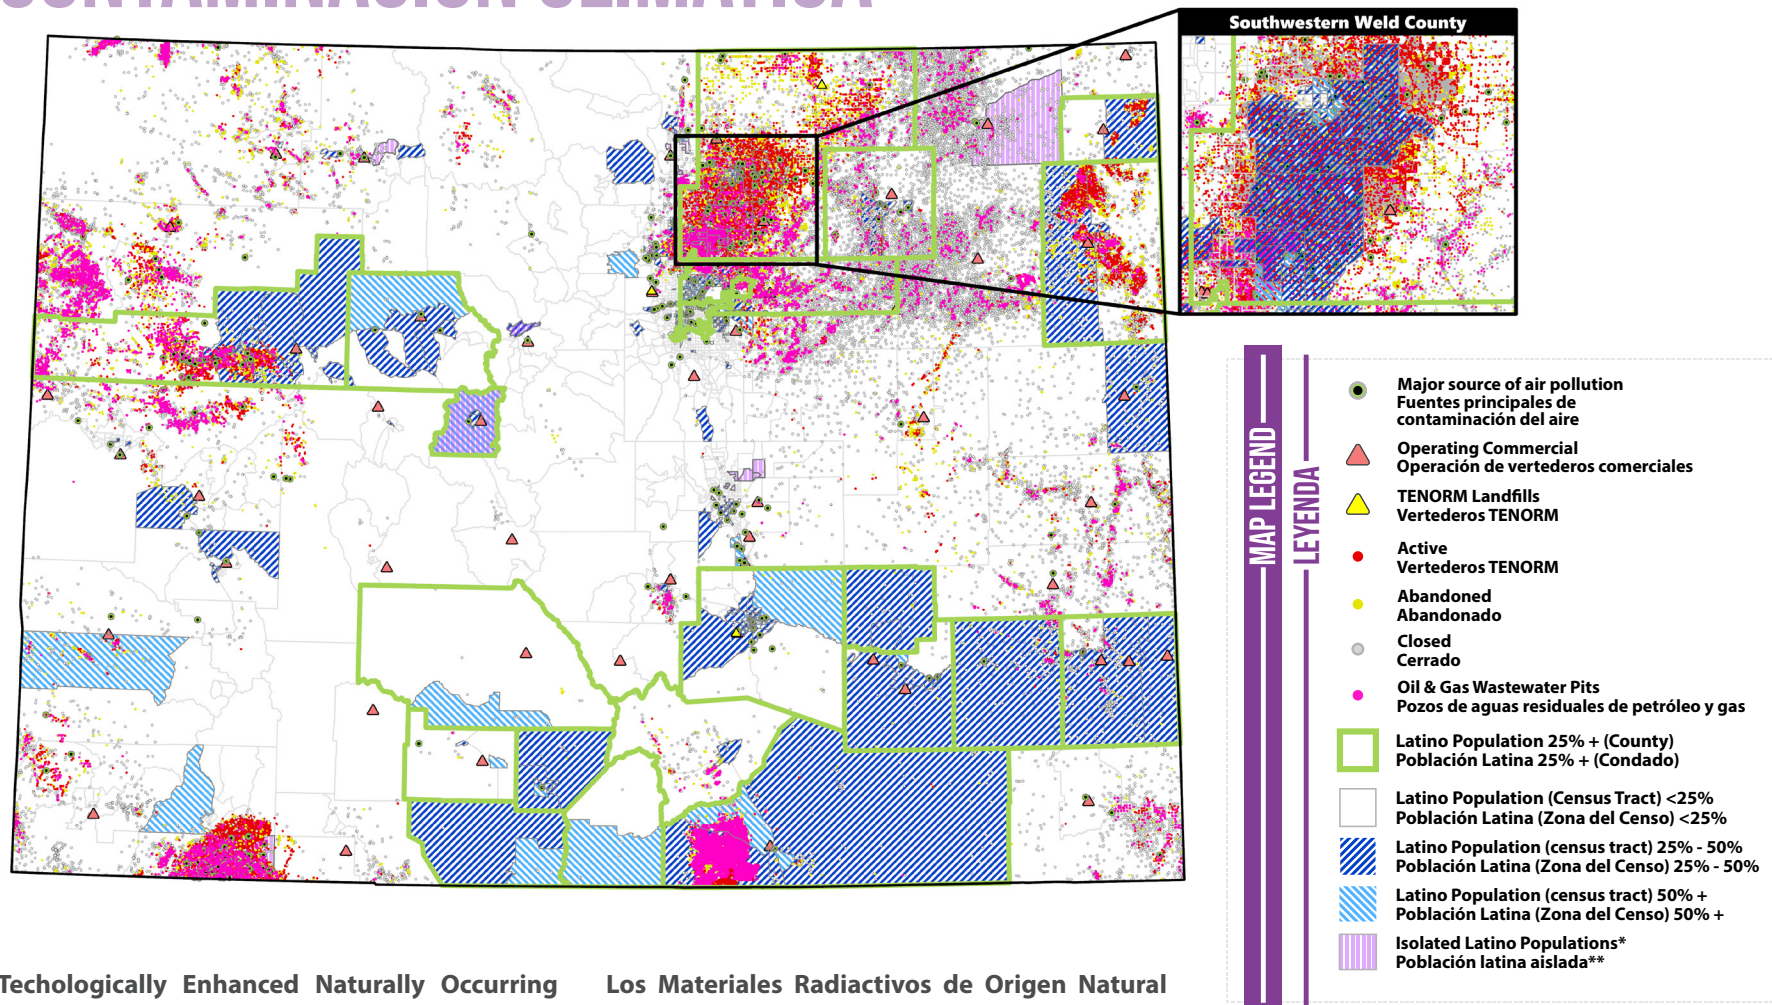 CONTAMINACIÓN CLIMÁTICA
Southwestern Weld County
MAP LEGEND
LEYENDA
Major source of air pollution
Fuentes principales de
contaminación del aire
Operating Commercial
Operación de vertederos comerciales
TENORM Landfills
Vertederos TENORM
Active
Vertederos TENORM
Abandoned
Abandonado
Closed
Cerrado
Oil & Gas Wastewater Pits
Pozos de aguas residuales de petróleo y gas
Latino Population 25% + (County)
Población Latina 25% + (Condado)
Latino Population (Census Tract) <25%
Población Latina (Zona del Censo) <25%
Latino Population (census tract) 25% - 50%
Población Latina (Zona del Censo) 25% - 50%
Latino Population (census tract) 50% +
Población Latina (Zona del Censo) 50% +
Isolated Latino Populations*
Población latina aislada**
Techologically Enhanced Naturally Occurring
Los Materiales Radiactivos de Origen Natural